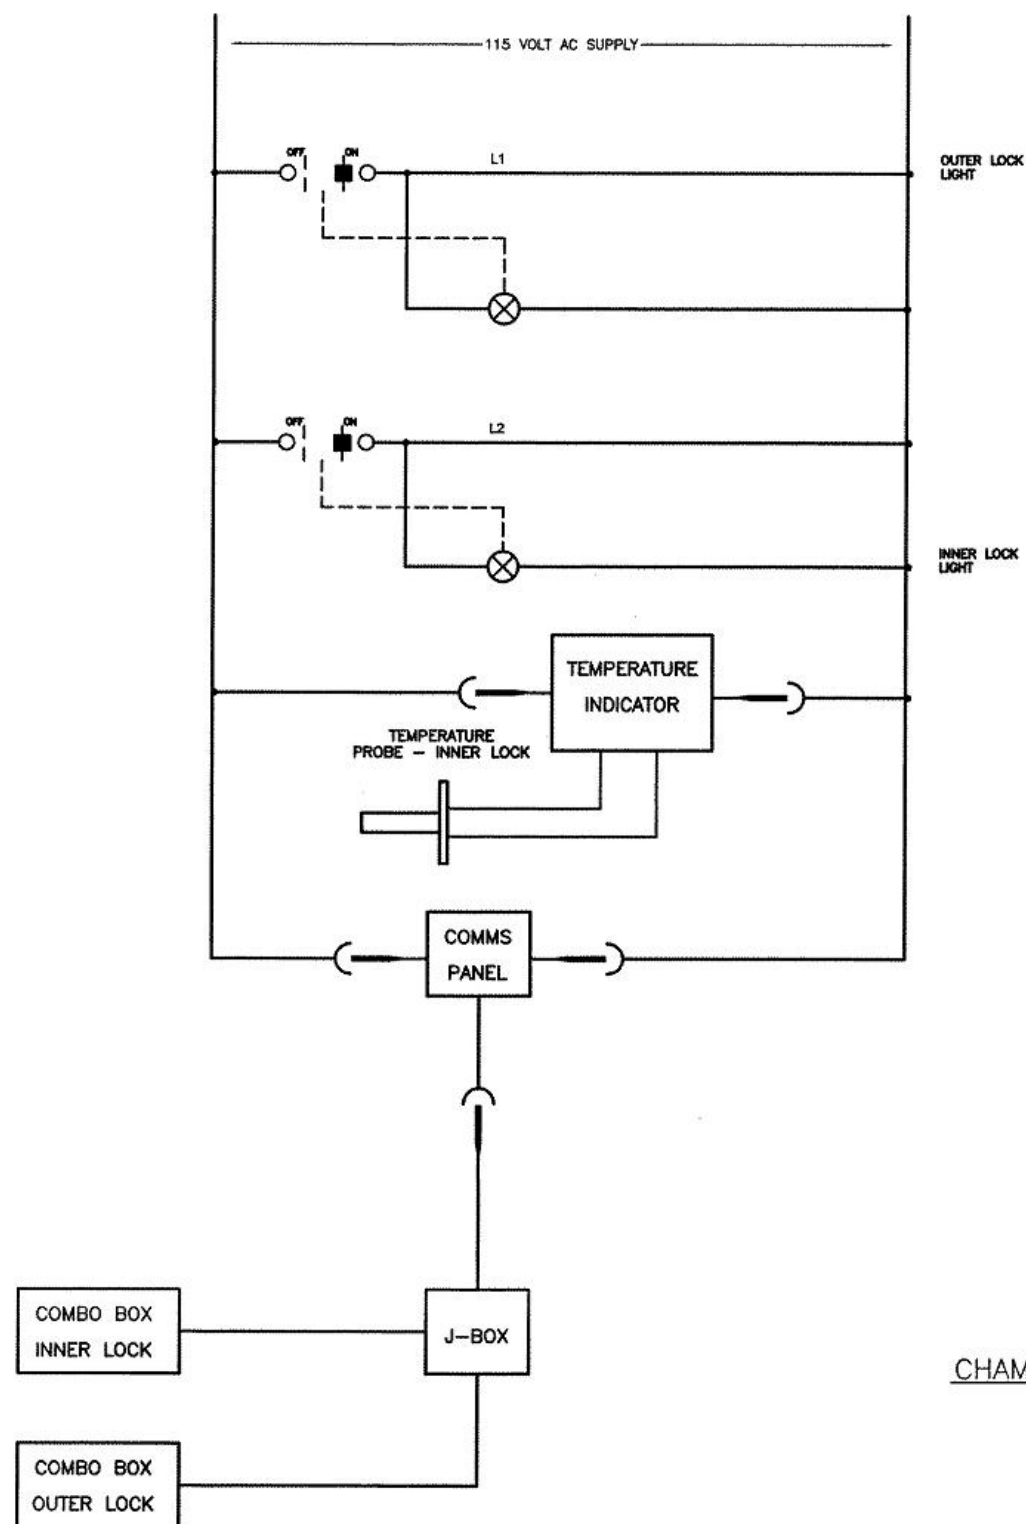 115 VOLT AC SUPPLY
OFF
ON
L1
OUTER LOCK
LIGHT
OFF
ON
L2
INNER LOCK
LIGHT
TEMPERATURE
INDICATOR
TEMPERATURE
PROBE – INNER LOCK
COMMS
PANEL
COMBO BOX
INNER LOCK
J–BOX
CHAM
COMBO BOX
OUTER LOCK